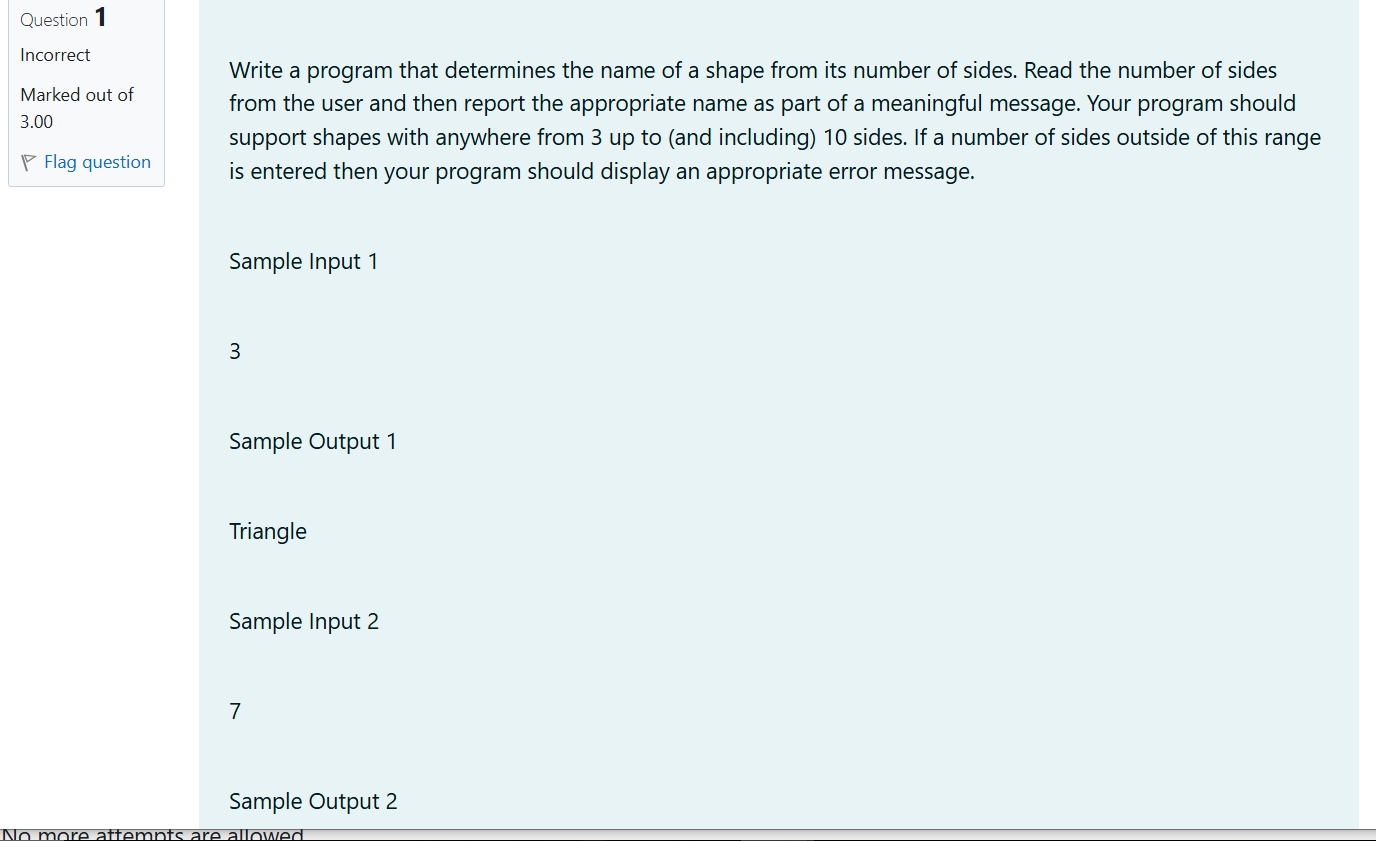 Question 1
Incorrect
Marked out of
3.00
Flag question
Write a program that determines the name of a shape from its number of sides. Read the number of sides
from the user and then report the appropriate name as part of a meaningful message. Your program should
support shapes with anywhere from 3 up to (and including) 10 sides. If a number of sides outside of this range
is entered then your program should display an appropriate error message.
Sample Input 1
3
Sample Output 1
Triangle
Sample Input 2
7
Sample Output 2
No more attempts are allowed